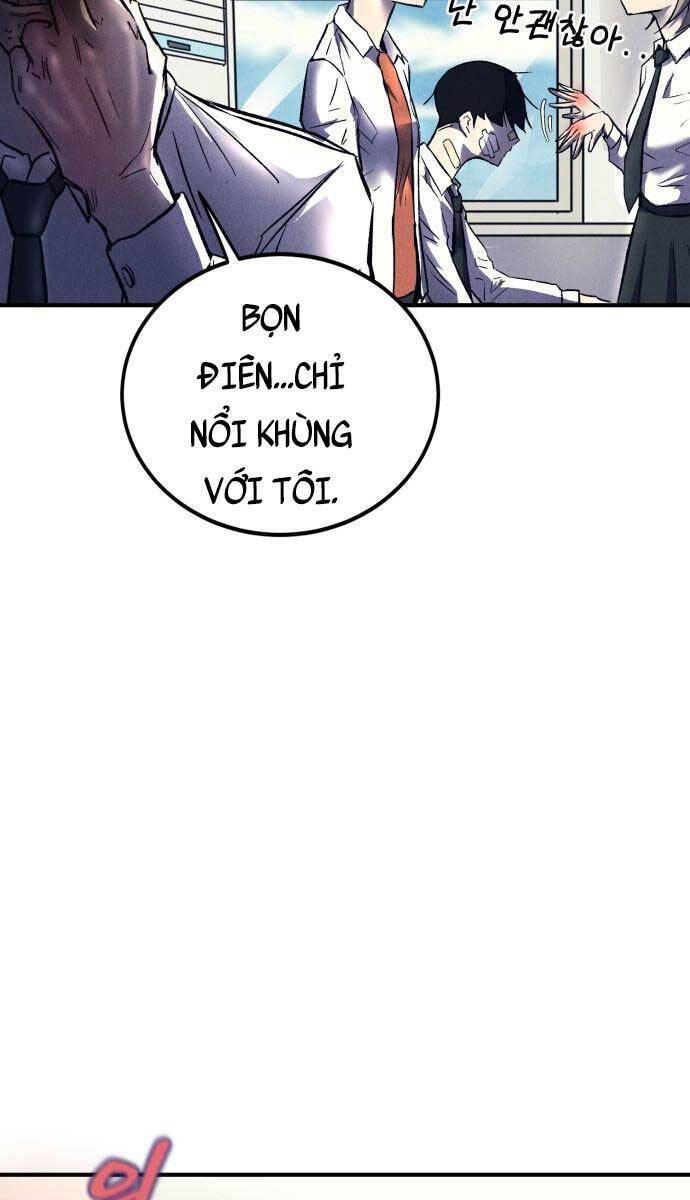 난 안괜찮아..
BỌN
ĐIÊN...CHỈ
NỔI KHÙNG
VỚI TÔI.